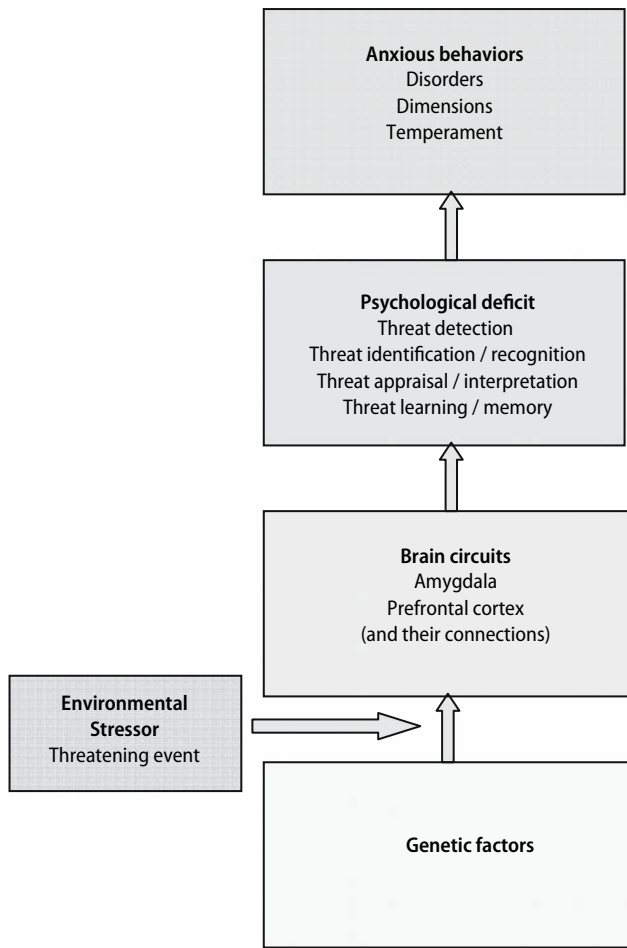 Anxious behaviors
Disorders
Dimensions
Temperament
Psychological deficit
Threat detection
Threat identification / recognition
Threat appraisal / interpretation
Threat learning / memory
Brain circuits
Amygdala
Prefrontal cortex
(and their connections)
Environmental
Stressor
Threatening event
Genetic factors